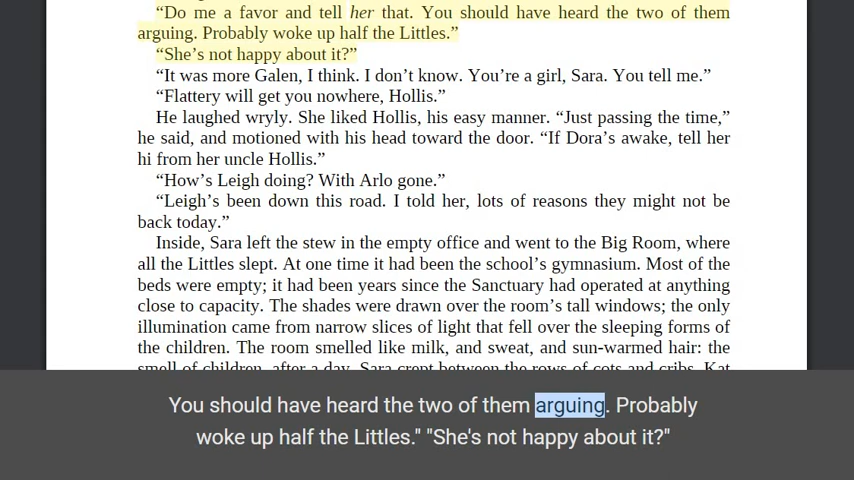 “Do me a favor and tell her that. You should have heard the two of them
arguing. Probably woke up half the Littles.”
“She’s not happy about it?”
“It was more Galen, I think. I don’t know. You’re a girl, Sara. You tell me.”
“Flattery will get you nowhere, Hollis.”
He laughed wryly. She liked Hollis, his easy manner. “Just passing the time,”
he said, and motioned with his head toward the door. “If Dora’s awake, tell her
hi from her uncle Hollis.”
“How’s Leigh doing? With Arlo gone.”
“Leigh’s been down this road. I told her, lots of reasons they might not be
back today.”
Inside, Sara left the stew in the empty office and went to the Big Room, where
all the Littles slept. At one time it had been the school’s gymnasium. Most of the
beds were empty; it had been years since the Sanctuary had operated at anything
close to capacity. The shades were drawn over the room’s tall windows; the only
illumination came from narrow slices of light that fell over the sleeping forms of
the children. The room smelled like milk, and sweat, and sun-warmed hair: the
smell of children, after a day. Sara crept between the rows of cots and cribs. Kat
You should have heard the two of them arguing. Probably
woke up half the Littles." "She's not happy about it?"